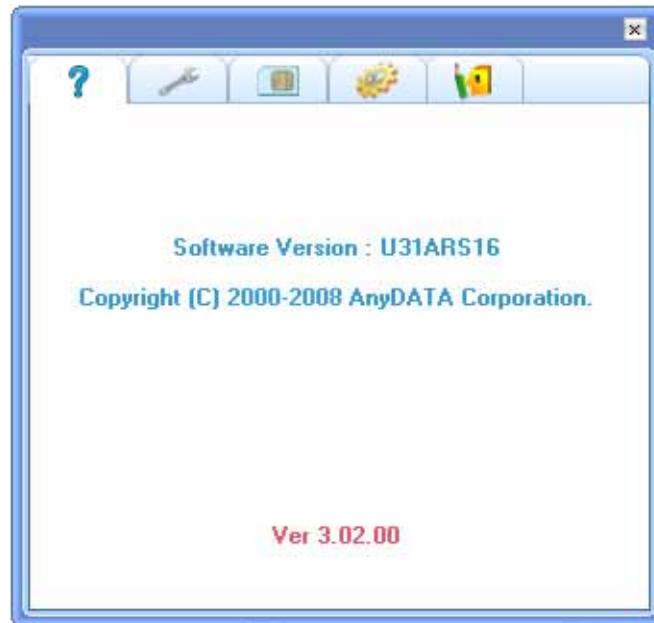 Software Version : U31ARS16
Copyright (C) 2000-2008 AnyDATA Corporation.
Ver 3.02.00